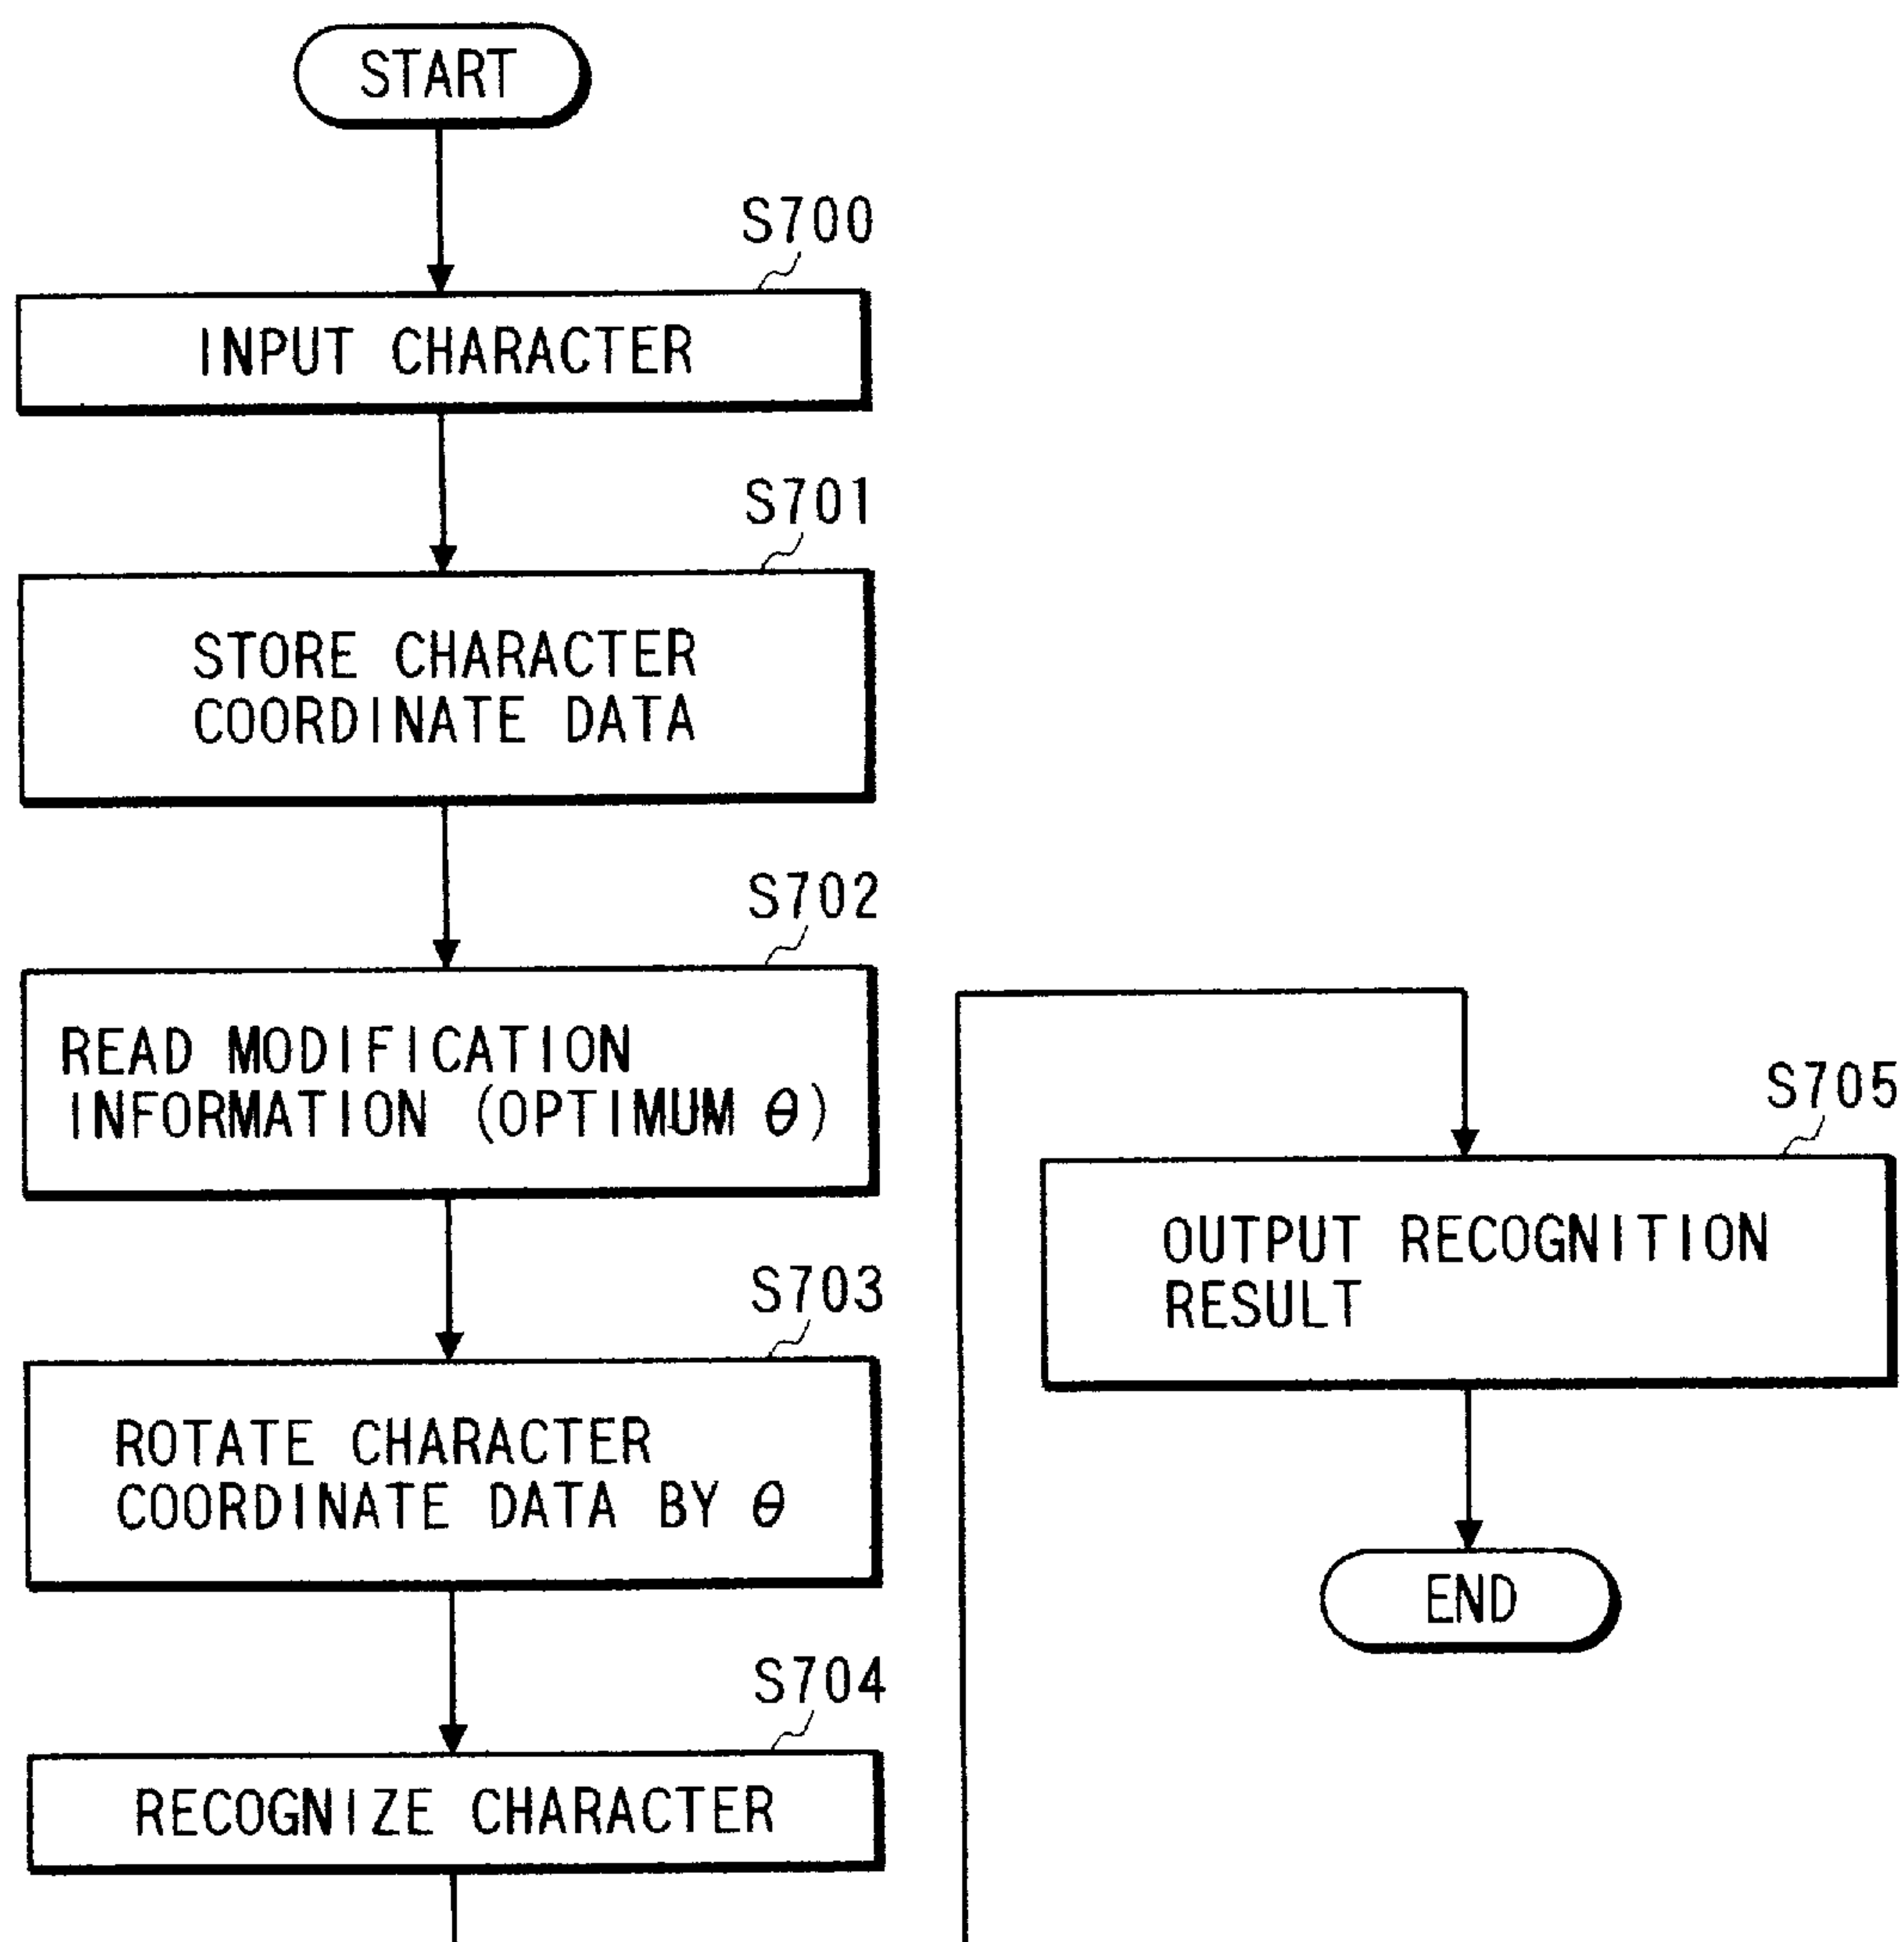 START
S700
INPUT CHARACTER
S701
STORE CHARACTER
COORDINATE DATA
S702
READ MODIFICATION
INFORMATION (OPTIMUM θ)
S703
ROTATE CHARACTER
COORDINATE DATA BY θ
S704
RECOGNIZE CHARACTER
S705
OUTPUT RECOGNITION
RESULT
END